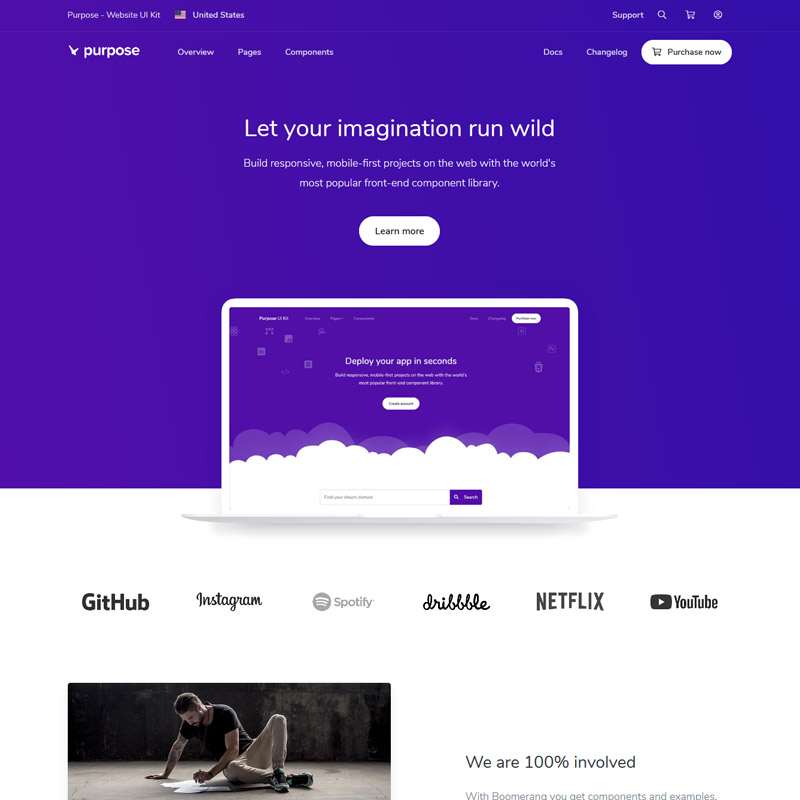 Purpose - Website UI Kit United States Support
purpose Overview Pages Components Docs Changelog Purchase now
Let your imagination run wild
Build responsive, mobile-first projects on the web with the world's
most popular front-end component library.
Learn more
Purpose UI Kit Overview Pages Components Docs Changelog Purchase now
Deploy your app in seconds
Build responsive, mobile-first projects on the web with the world's
most popular front-end component library.
Create account
Find your dream domain Search
GitHub Instagram Spotify dribbble NETFLIX YouTube
We are 100% involved
With Boomerang you get components and examples,